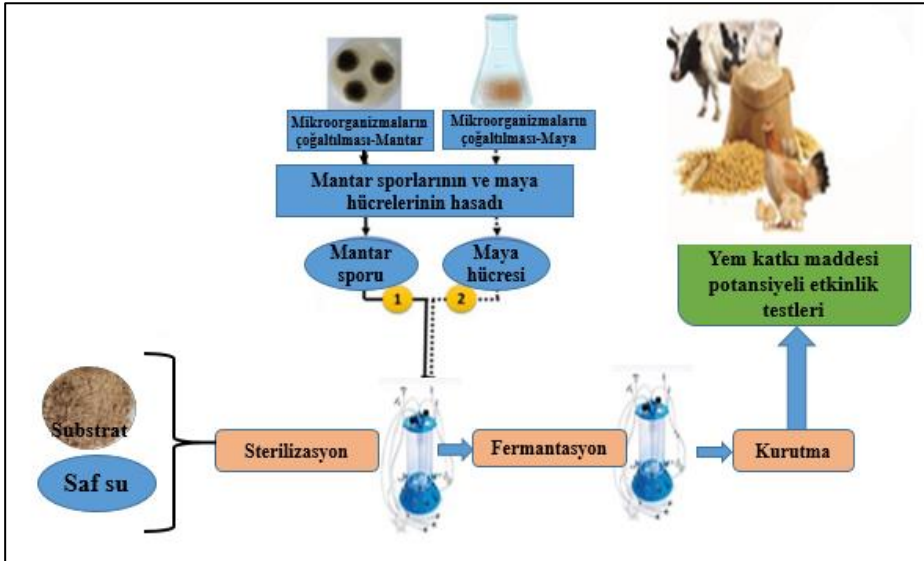 Mikroorganizmaların
çoğaltılması-Mantar
Mikroorganizmaların
çoğaltılması-Maya
Mantar sporlarının ve maya
hücrelerinin hasadı
Mantar
sporu
Maya
hücresi
1
2
Yem katkı maddesi
potansiyeli etkinlik
testleri
Substrat
Saf su
Sterilizasyon
Fermantasyon
Kurutma